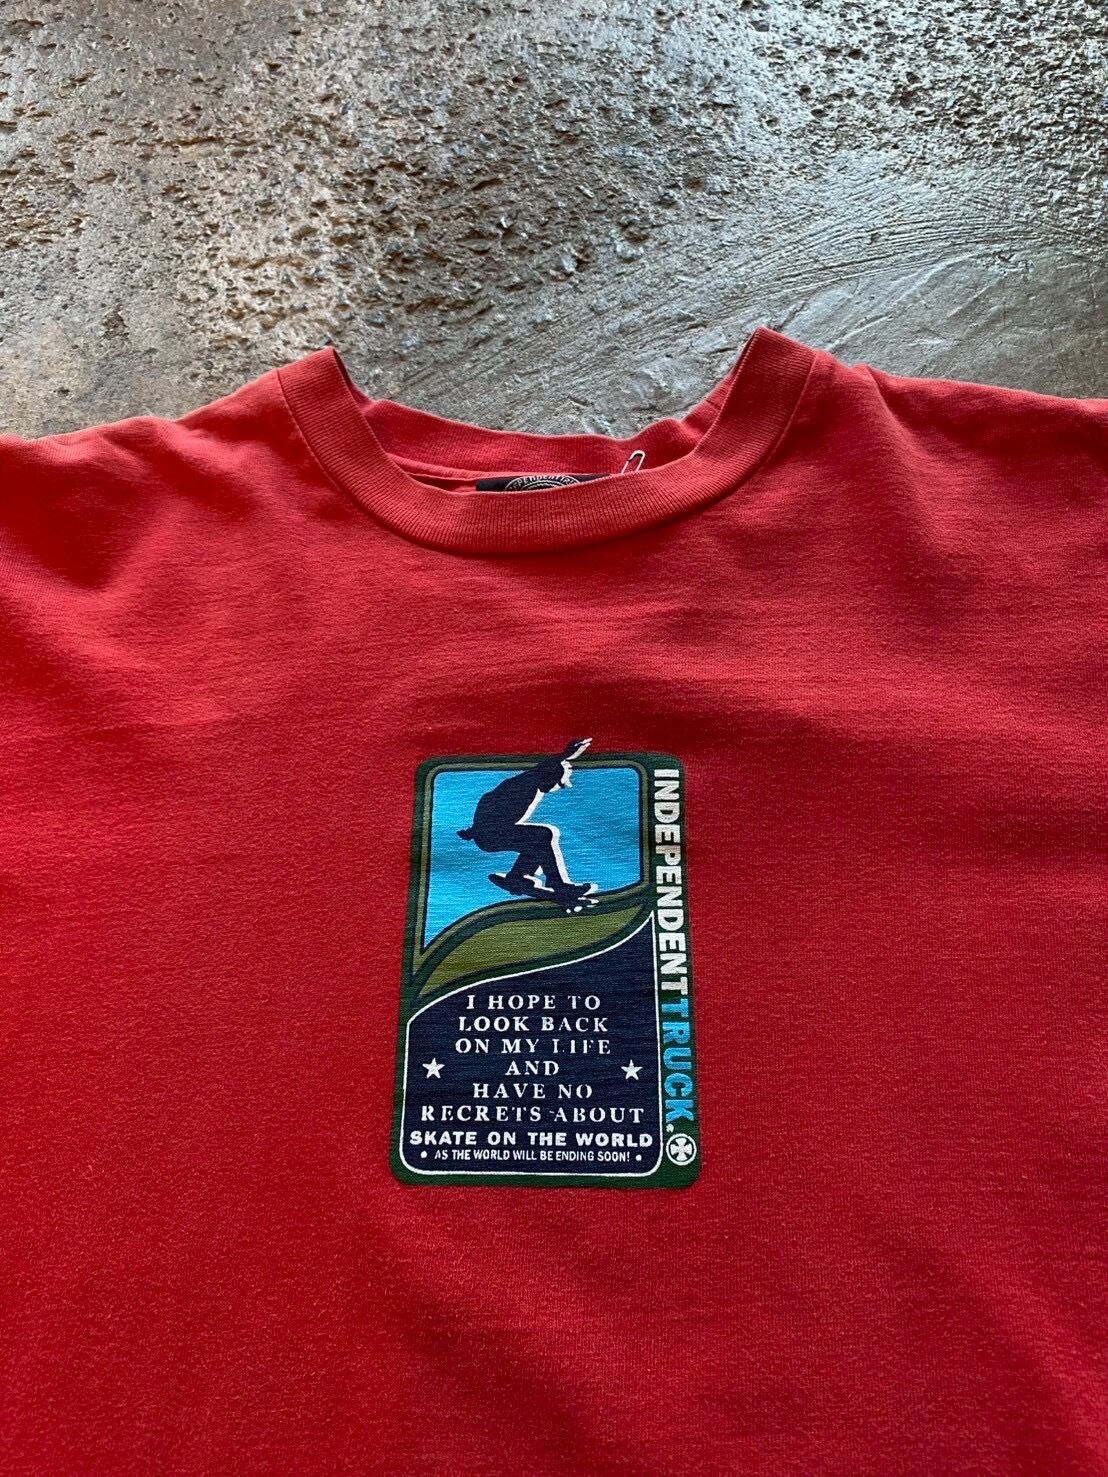 INDEPENDENT TRUCK.
I HOPE TO
LOOK BACK
ON MY LIFE
AND
HAVE NO
RECRETS ABOUT
SKATE ON THE WORLD
• AS THE WORLD WILL BE ENDING SOON! •